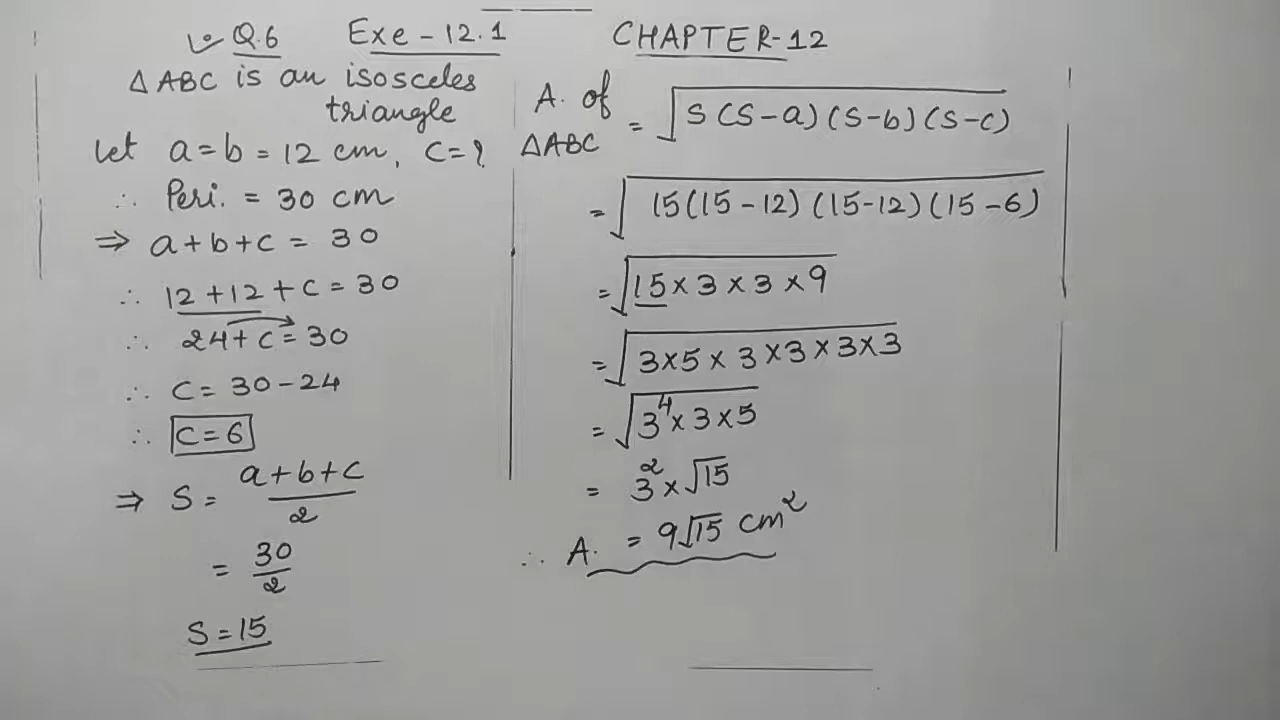 Q.6 Exe-12.1 CHAPTER-12
△ABC is an isosceles
triangle
Let a=b=12 cm, C=?
∴ Peri. = 30 cm
⇒ a+b+c = 30
∴ 12+12+C=30
∴ 24+C=30
∴ C=30-24
∴ C=6
⇒ S = (a+b+c)/2
= 30/2
S=15
A. of △ABC = √(S(S-a)(S-b)(S-c))
= √(15(15-12)(15-12)(15-6))
= √(15×3×3×9)
= √(3×5×3×3×3×3)
= √(3⁴×3×5)
= 3²×√15
∴ A. = 9√15 cm²